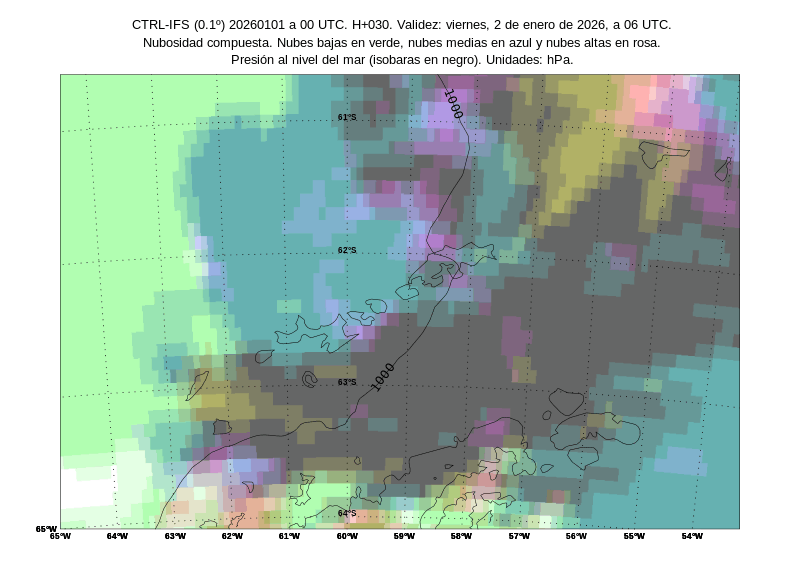 CTRL-IFS (0.1º) 20260101 a 00 UTC. H+030. Validez: viernes, 2 de enero de 2026, a 06 UTC.
Nubosidad compuesta. Nubes bajas en verde, nubes medias en azul y nubes altas en rosa.
Presión al nivel del mar (isobaras en negro). Unidades: hPa.
1000
61°S
62°S
1000
63°S
64°S
65°W
65°W 64°W 63°W 62°W 61°W 60°W 59°W 58°W 57°W 56°W 55°W 54°W